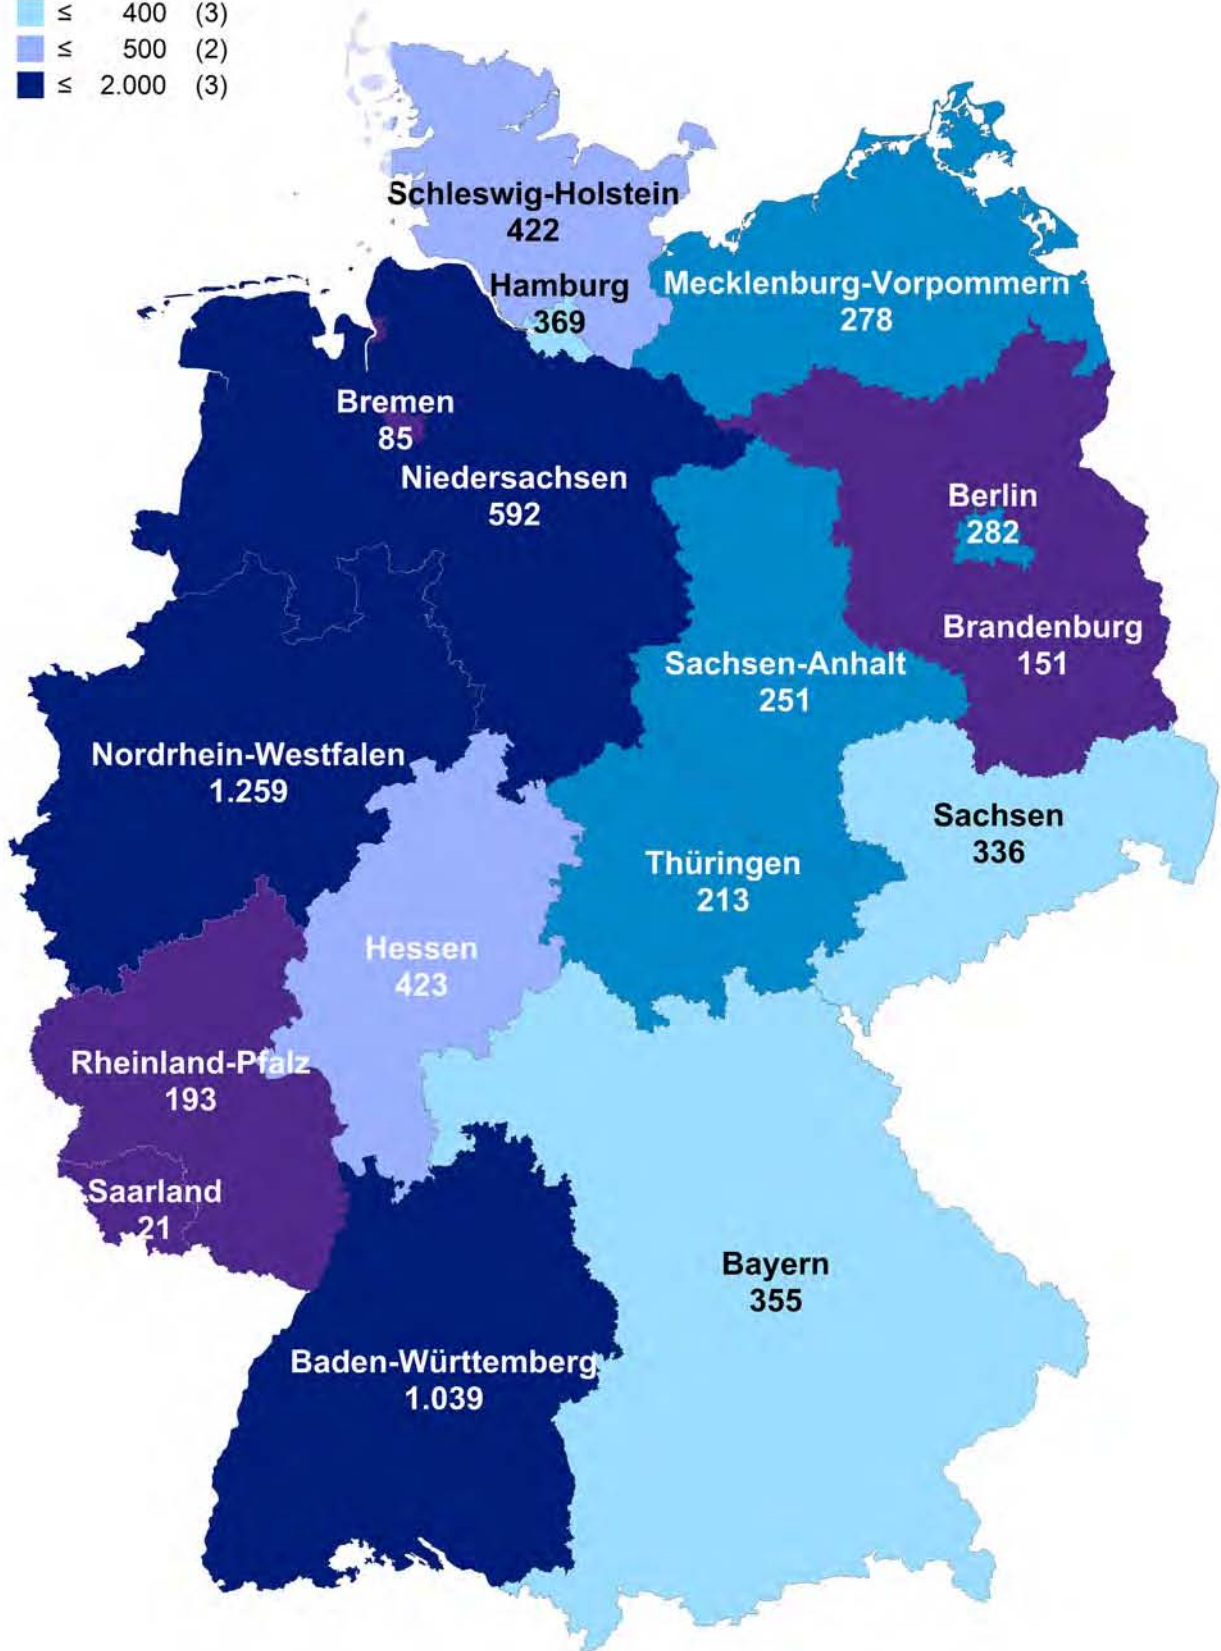 ≤ 400 (3)
≤ 500 (2)
≤ 2.000 (3)
Schleswig-Holstein
422
Hamburg
369
Mecklenburg-Vorpommern
278
Bremen
85
Niedersachsen
592
Berlin
282
Brandenburg
151
Sachsen-Anhalt
251
Nordrhein-Westfalen
1.259
Sachsen
336
Thüringen
213
Hessen
423
Rheinland-Pfalz
193
Saarland
21
Bayern
355
Baden-Württemberg
1.039